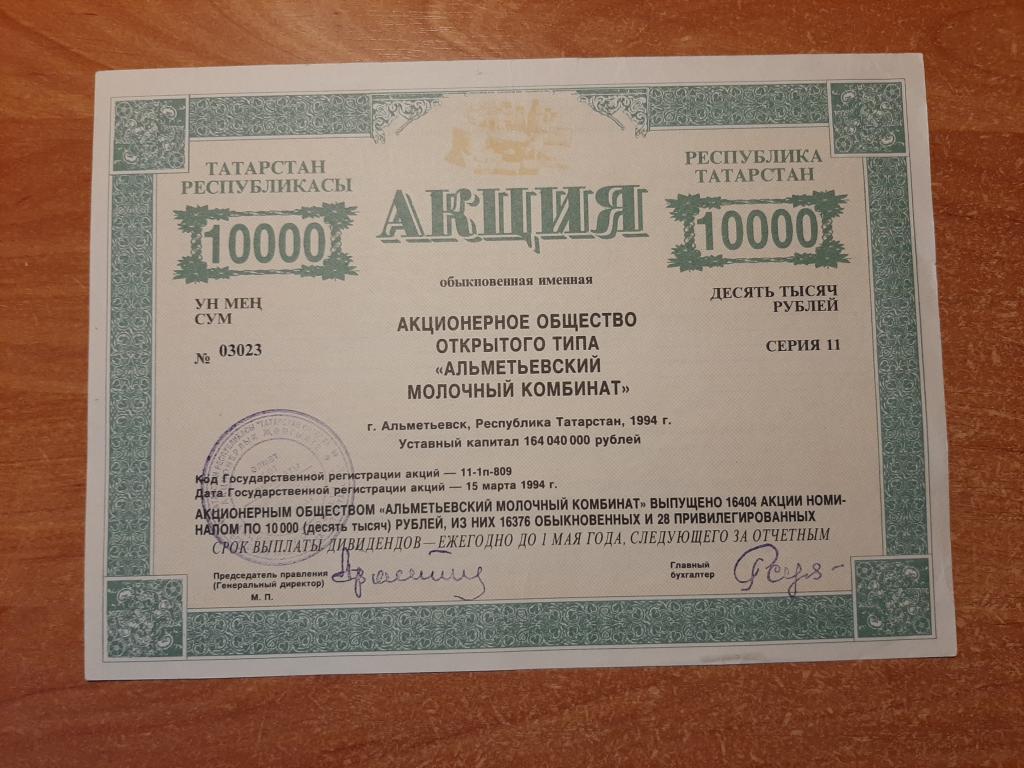 ТАТАРСТАН
РЕСПУБЛИКАСЫ
РЕСПУБЛИКА
ТАТАРСТАН
10000
АКЦИЯ
10000
обыкновенная именная
УН МЕҢ
СУМ
ДЕСЯТЬ ТЫСЯЧ
РУБЛЕЙ
№ 03023
АКЦИОНЕРНОЕ ОБЩЕСТВО
ОТКРЫТОГО ТИПА
«АЛЬМЕТЬЕВСКИЙ
МОЛОЧНЫЙ КОМБИНАТ»
СЕРИЯ 11
г. Альметьевск, Республика Татарстан, 1994 г.
Уставный капитал 164 040 000 рублей
Код Государственной регистрации акций — 11-1п-809
Дата Государственной регистрации акций — 15 марта 1994 г.
АКЦИОНЕРНЫМ ОБЩЕСТВОМ «АЛЬМЕТЬЕВСКИЙ МОЛОЧНЫЙ КОМБИНАТ» ВЫПУЩЕНО 16404 АКЦИИ НОМИ-
НАЛОМ ПО 10 000 (десять тысяч) РУБЛЕЙ, ИЗ НИХ 16376 ОБЫКНОВЕННЫХ И 28 ПРИВИЛЕГИРОВАННЫХ
СРОК ВЫПЛАТЫ ДИВИДЕНДОВ — ЕЖЕГОДНО ДО 1 МАЯ ГОДА, СЛЕДУЮЩЕГО ЗА ОТЧЕТНЫМ
Председатель правления
(Генеральный директор)
М. П.
Главный
бухгалтер